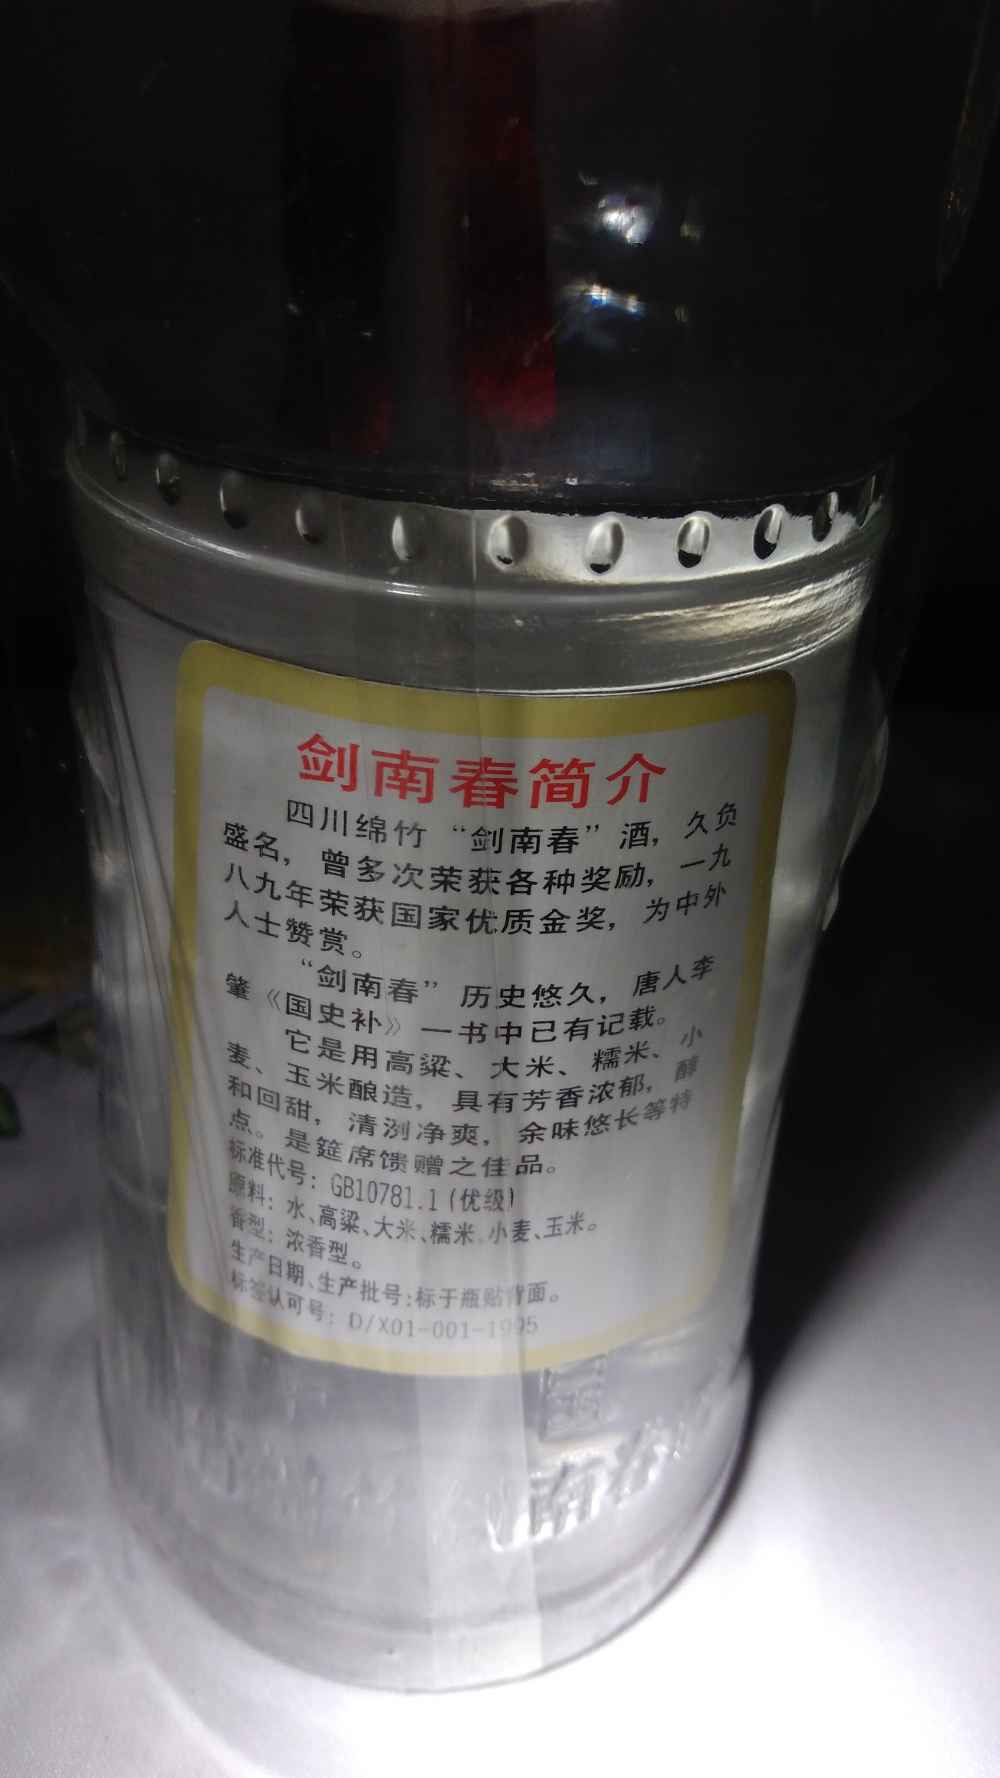 剑南春简介
四川绵竹“剑南春”酒，久负
盛名，曾多次荣获各种奖励，一九
八九年荣获国家优质金奖，为中外
人士赞赏。
“剑南春”历史悠久，唐人李
肇《国史补》一书中已有记载。
它是用高粱、大米、糯米、小
麦、玉米酿造，具有芳香浓郁，醇
和回甜，清洌净爽，余味悠长等特
点。是筵席馈赠之佳品。
标准代号：GB10781.1(优级)
原料：水、高粱、大米、糯米、小麦、玉米。
香型：浓香型。
生产日期、生产批号：标于瓶贴背面。
标签认可号：D/X01-001-1995
南春